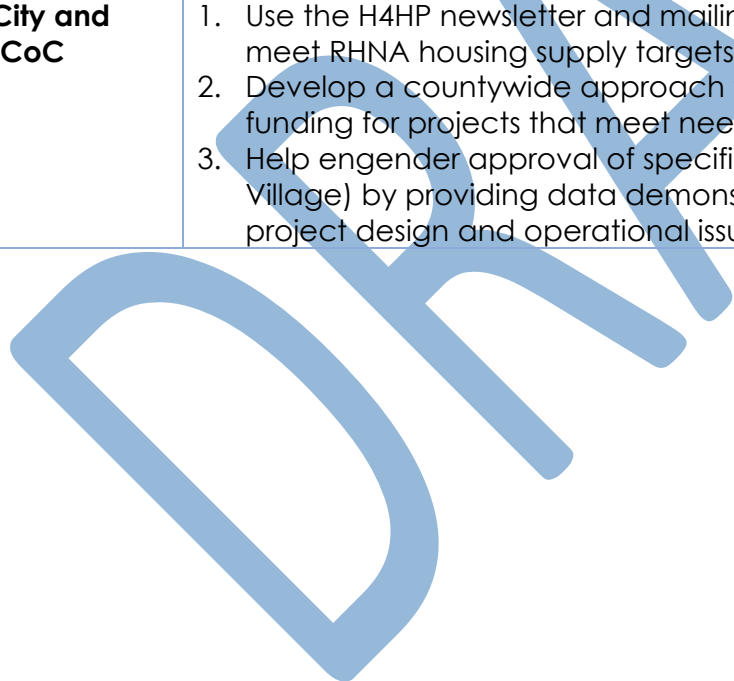 City and
CoC
1. Use the H4HP newsletter and mailin
meet RHNA housing supply targets
2. Develop a countywide approach
funding for projects that meet nee
3. Help engender approval of specifi
Village) by providing data demons
project design and operational issu
DRA